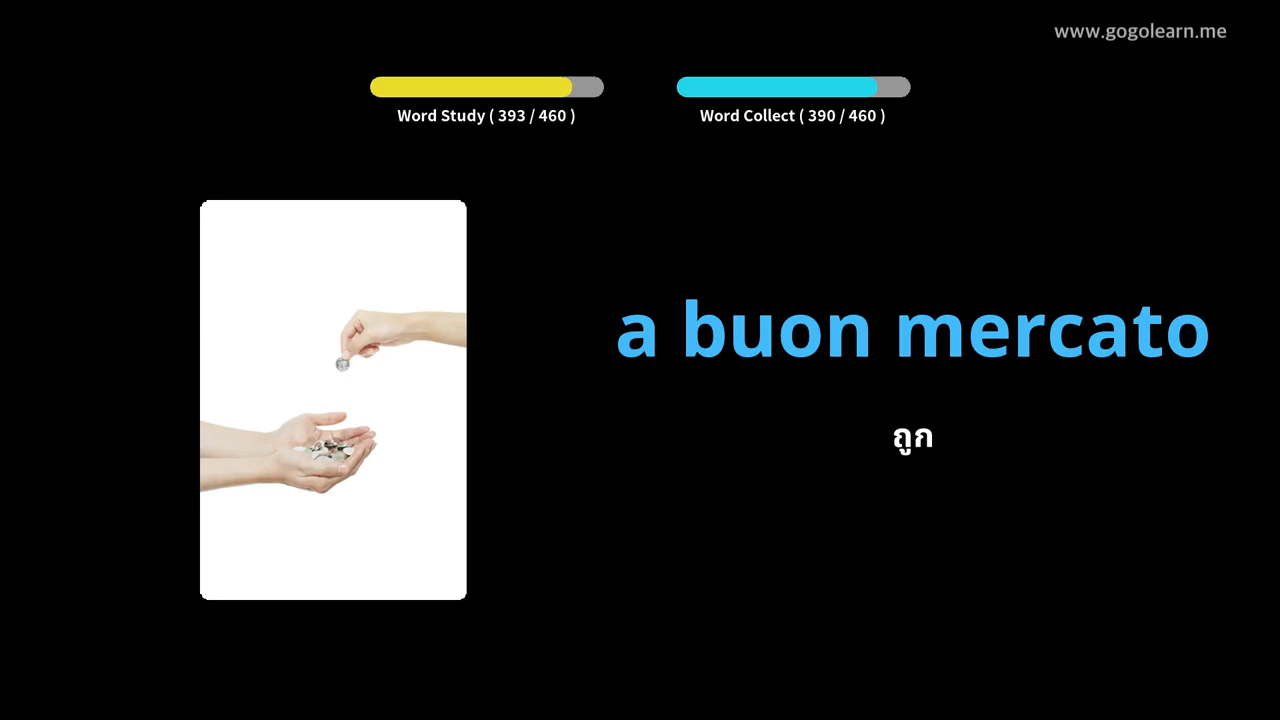 www.gogolearn.me
Word Study ( 393 / 460 )
Word Collect ( 390 / 460 )
a buon mercato
ถูก